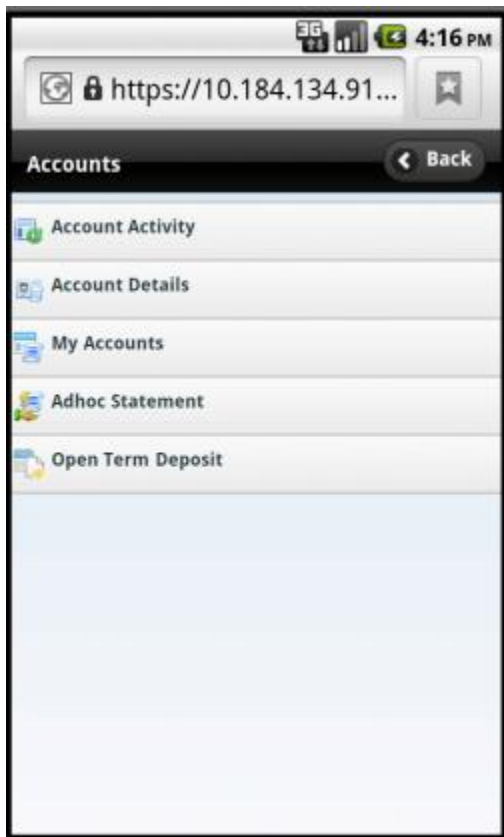 3G 4:16 PM
https://10.184.134.91...
Accounts Back
Account Activity
Account Details
My Accounts
Adhoc Statement
Open Term Deposit